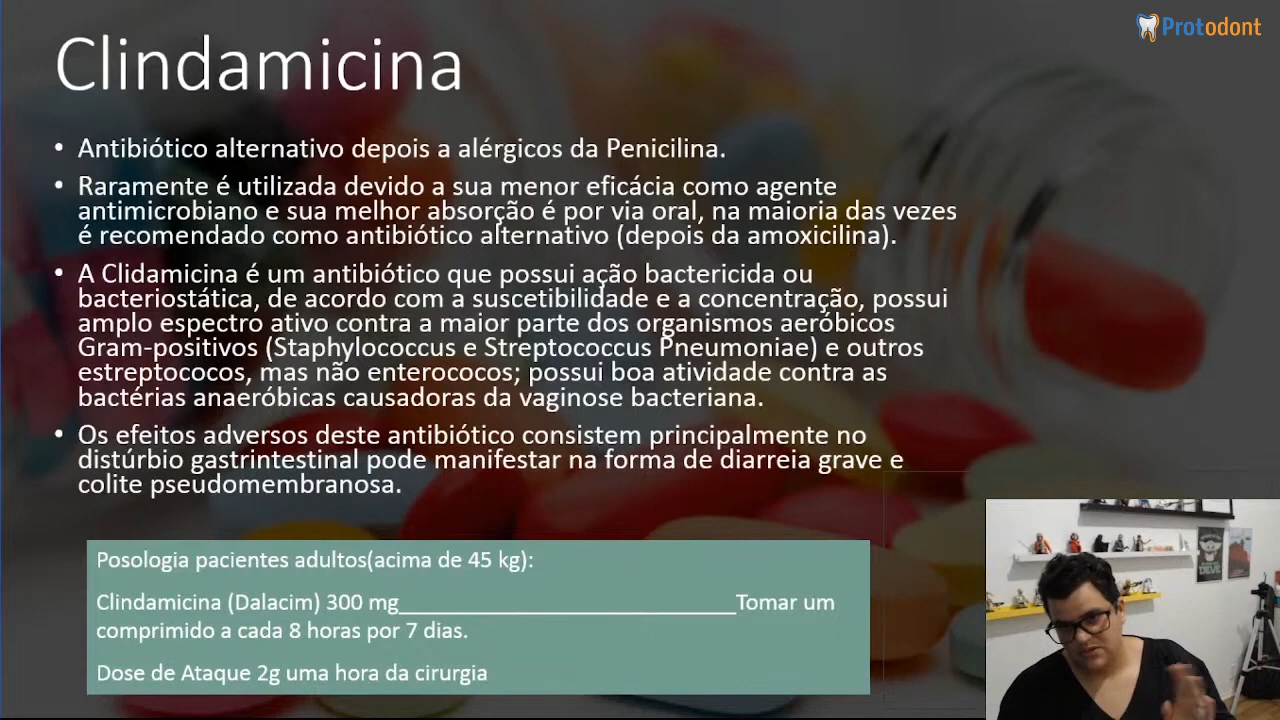 Protodont
Clindamicina
• Antibiótico alternativo depois a alérgicos da Penicilina.
• Raramente é utilizada devido a sua menor eficácia como agente
antimicrobiano e sua melhor absorção é por via oral, na maioria das vezes
é recomendado como antibiótico alternativo (depois da amoxicilina).
• A Clidamicina é um antibiótico que possui ação bactericida ou
bacteriostática, de acordo com a suscetibilidade e a concentração, possui
amplo espectro ativo contra a maior parte dos organismos aeróbicos
Gram-positivos (Staphylococcus e Streptococcus Pneumoniae) e outros
estreptococos, mas não enterococos; possui boa atividade contra as
bactérias anaeróbicas causadoras da vaginose bacteriana.
• Os efeitos adversos deste antibiótico consistem principalmente no
distúrbio gastrintestinal pode manifestar na forma de diarreia grave e
colite pseudomembranosa.
Posologia pacientes adultos(acima de 45 kg):
Clindamicina (Dalacim) 300 mg____________________________Tomar um
comprimido a cada 8 horas por 7 dias.
Dose de Ataque 2g uma hora da cirurgia